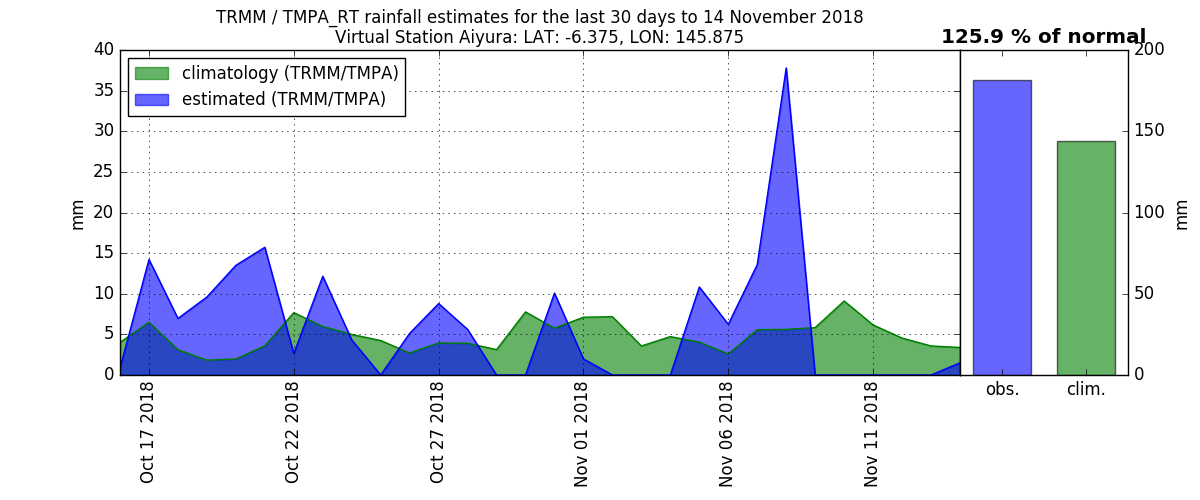 TRMM / TMPA_RT rainfall estimates for the last 30 days to 14 November 2018
Virtual Station Aiyura: LAT: -6.375, LON: 145.875
125.9 % of normal
climatology (TRMM/TMPA)
estimated (TRMM/TMPA)
mm
40
35
30
25
20
15
10
5
0
Oct 17 2018
Oct 22 2018
Oct 27 2018
Nov 01 2018
Nov 06 2018
Nov 11 2018
obs.
clim.
200
150
100
50
0
mm